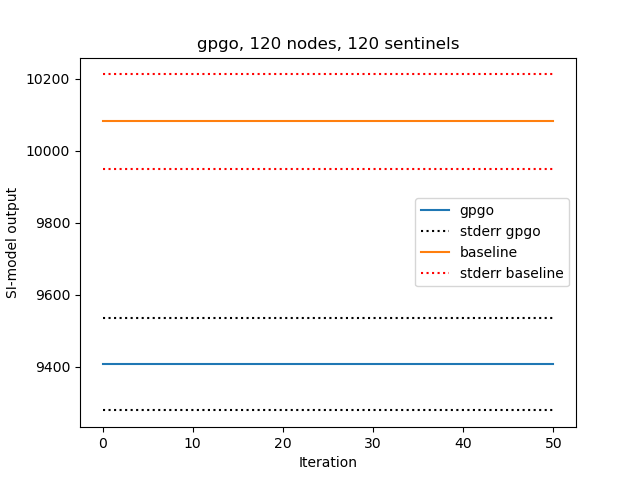 gpgo, 120 nodes, 120 sentinels
10200
10000
9800
9600
9400
SI-model output
gpgo
stderr gpgo
baseline
stderr baseline
0 10 20 30 40 50
Iteration